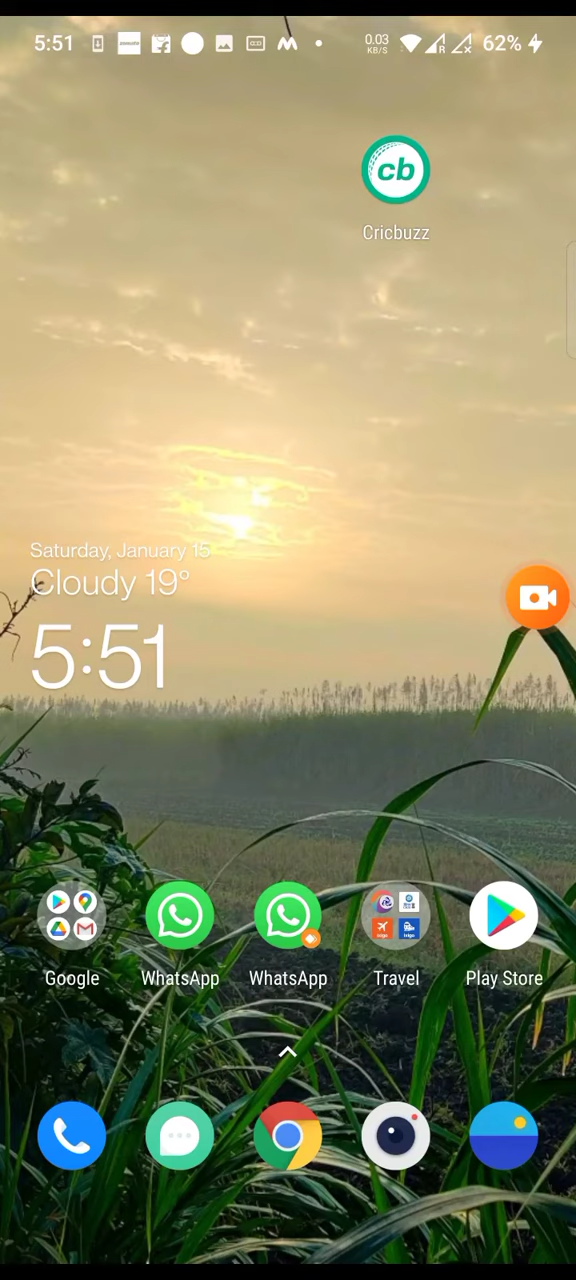 5:51
0.03
KB/S
R
62%
cb
Cricbuzz
Saturday, January 15
Cloudy 19°
5:51
Google
WhatsApp
WhatsApp
Travel
Play Store